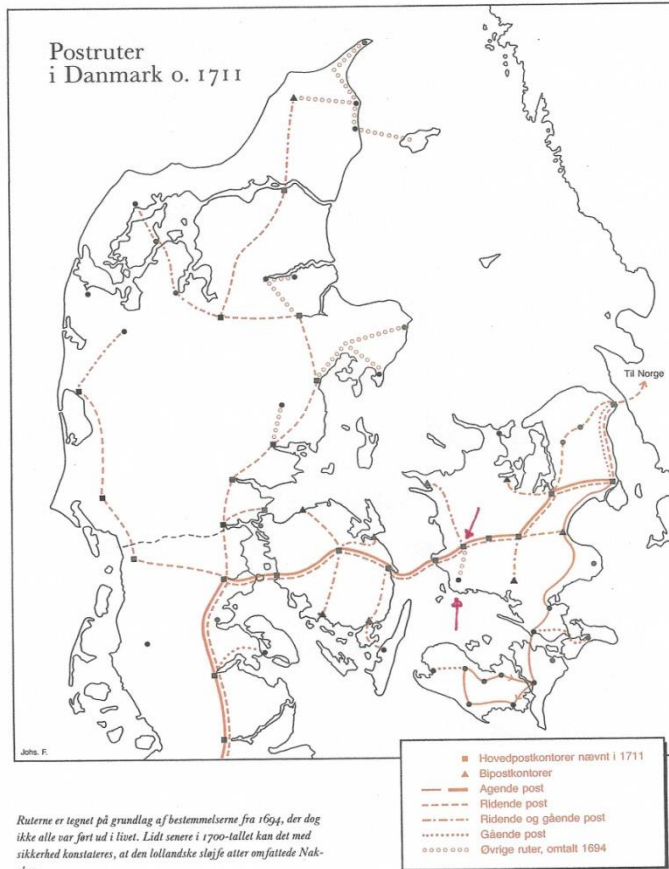 Postruter
i Danmark o. 1711
Til Norge
Johs. F.
Hovedpostkontorer nævnt i 1711
Bipostkontorer
Agende post
Ridende post
Ridende og gående post
Gående post
Øvrige ruter, omtalt 1694
Ruterne er tegnet på grundlag af bestemmelserne fra 1694, der dog
ikke alle var ført ud i livet. Lidt senere i 1700-tallet kan det med
sikkerhed konstateres, at den lollandske sløjfe atter omfattede Nak-